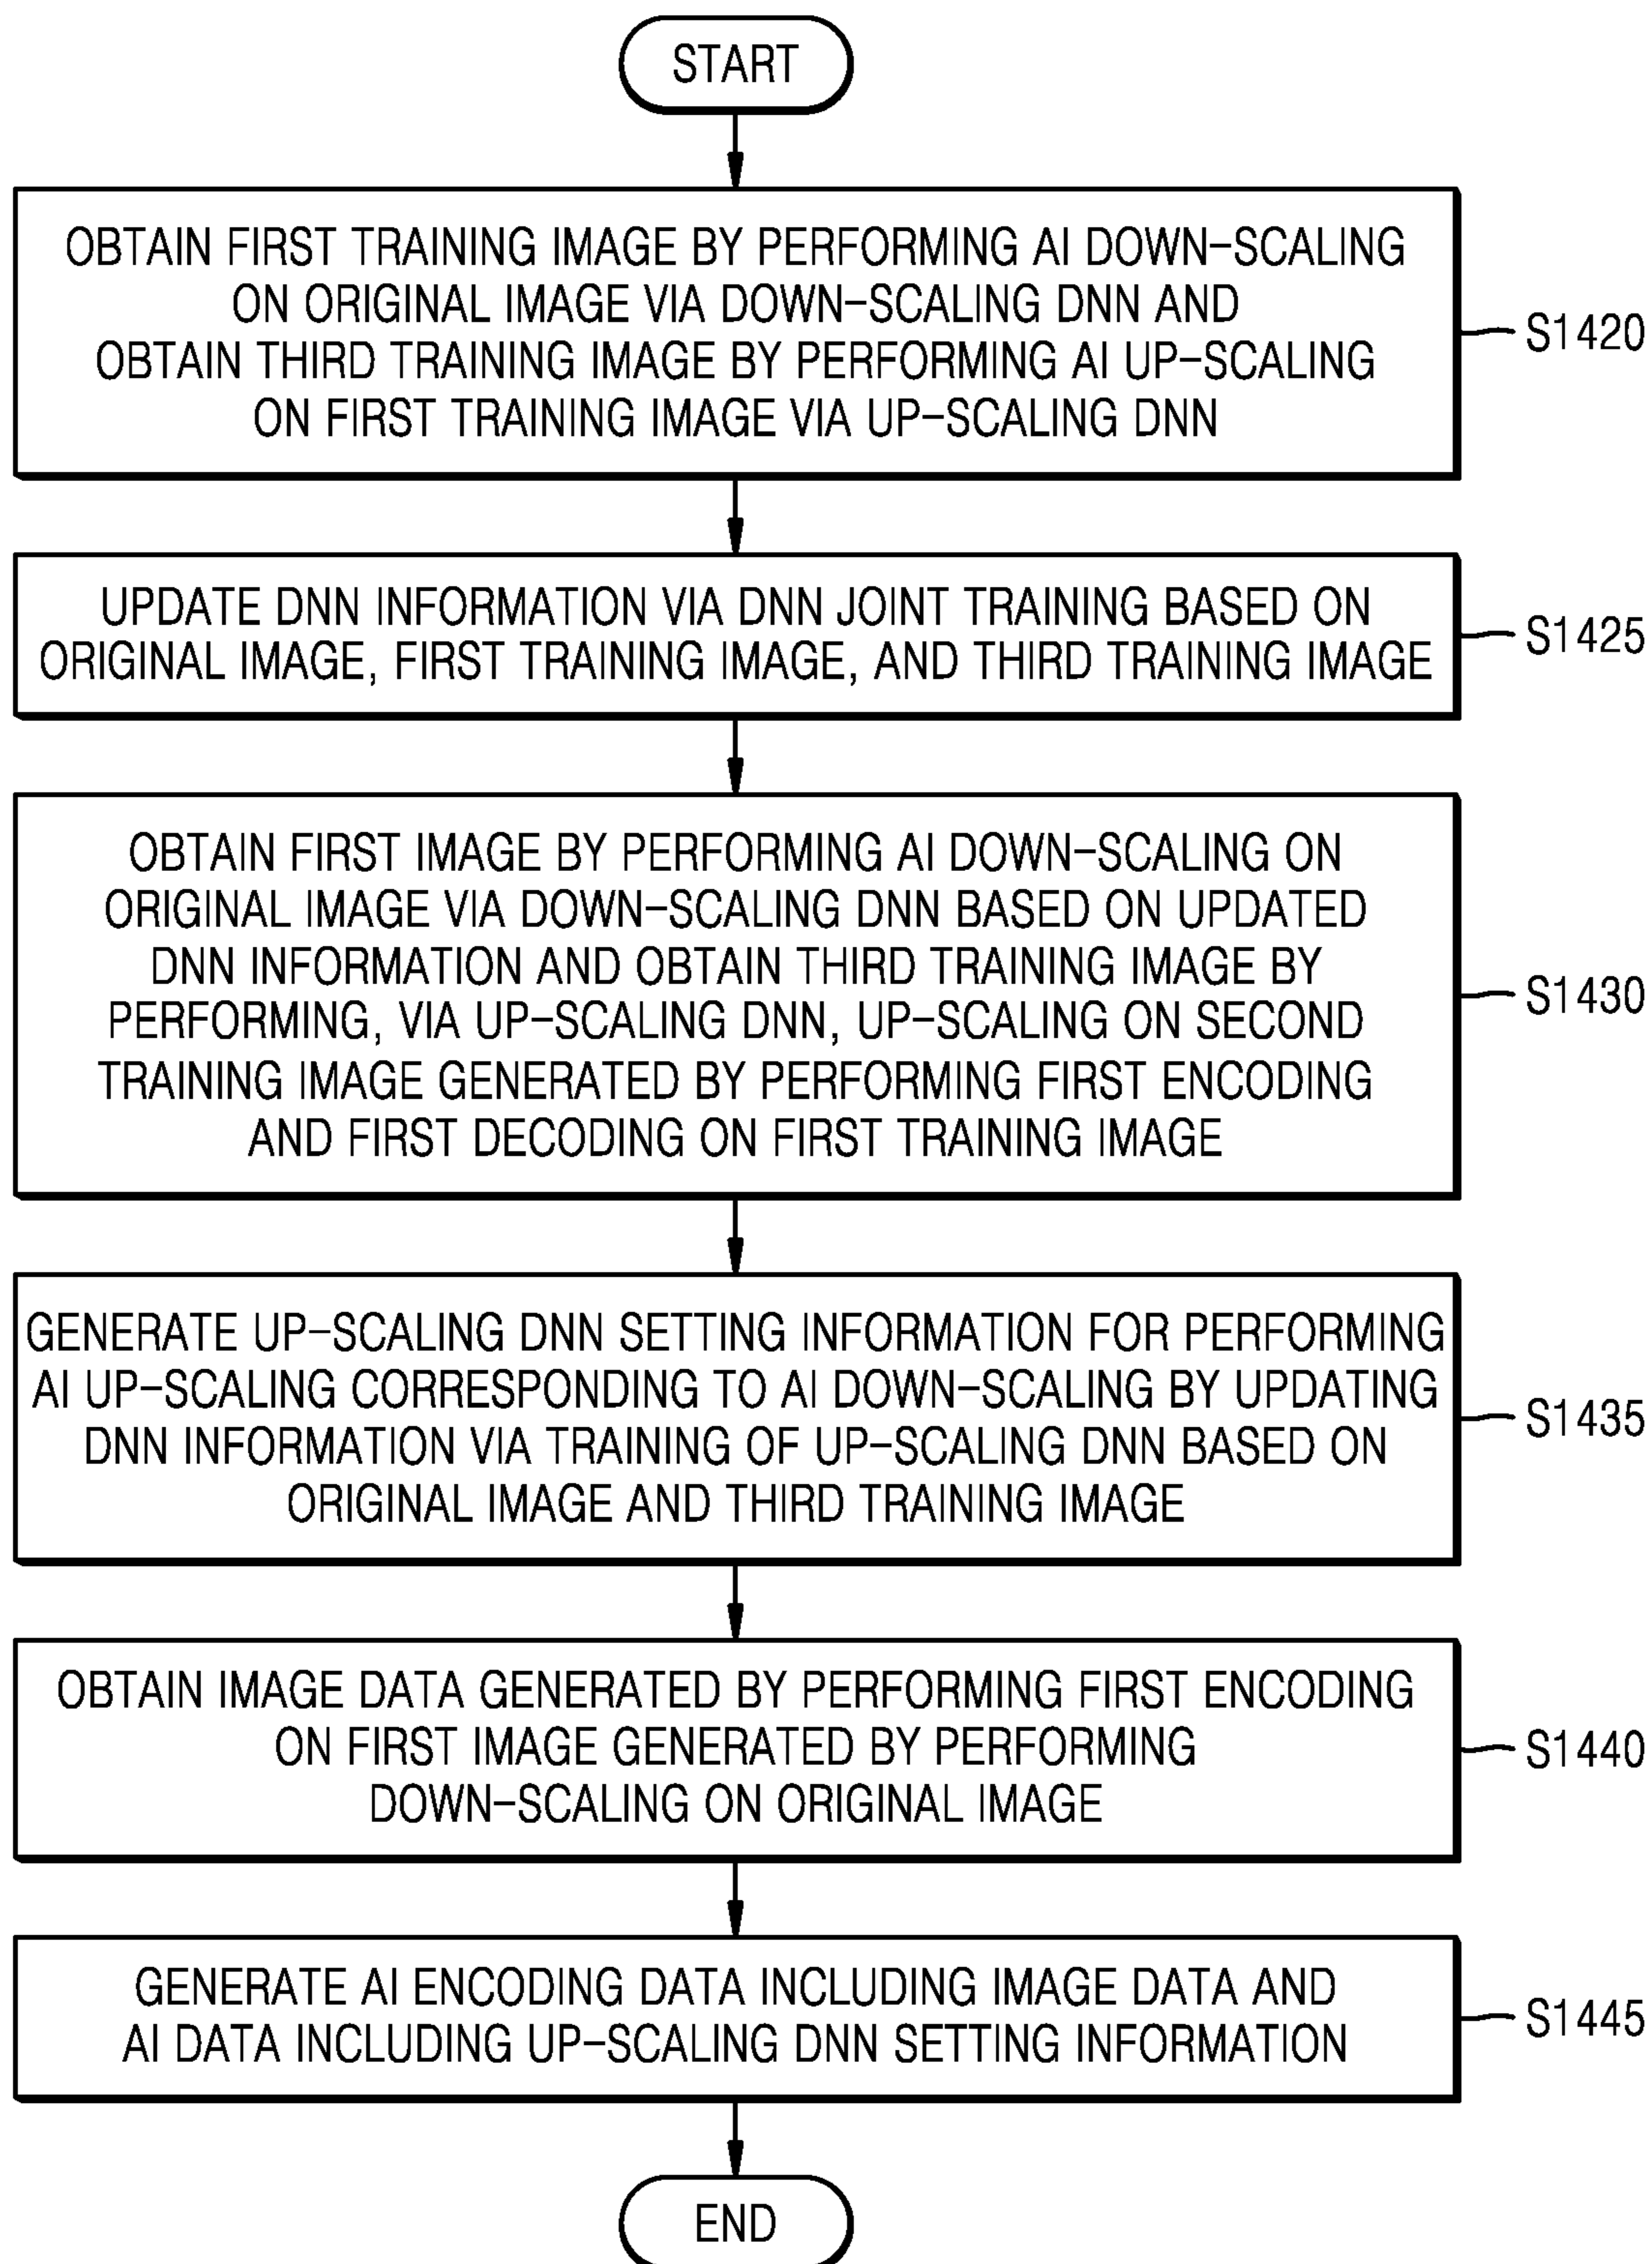 START
OBTAIN FIRST TRAINING IMAGE BY PERFORMING AI DOWN-SCALING
ON ORIGINAL IMAGE VIA DOWN-SCALING DNN AND
OBTAIN THIRD TRAINING IMAGE BY PERFORMING AI UP-SCALING
ON FIRST TRAINING IMAGE VIA UP-SCALING DNN
S1420
UPDATE DNN INFORMATION VIA DNN JOINT TRAINING BASED ON
ORIGINAL IMAGE, FIRST TRAINING IMAGE, AND THIRD TRAINING IMAGE
S1425
OBTAIN FIRST IMAGE BY PERFORMING AI DOWN-SCALING ON
ORIGINAL IMAGE VIA DOWN-SCALING DNN BASED ON UPDATED
DNN INFORMATION AND OBTAIN THIRD TRAINING IMAGE BY
PERFORMING, VIA UP-SCALING DNN, UP-SCALING ON SECOND
TRAINING IMAGE GENERATED BY PERFORMING FIRST ENCODING
AND FIRST DECODING ON FIRST TRAINING IMAGE
S1430
GENERATE UP-SCALING DNN SETTING INFORMATION FOR PERFORMING
AI UP-SCALING CORRESPONDING TO AI DOWN-SCALING BY UPDATING
DNN INFORMATION VIA TRAINING OF UP-SCALING DNN BASED ON
ORIGINAL IMAGE AND THIRD TRAINING IMAGE
S1435
OBTAIN IMAGE DATA GENERATED BY PERFORMING FIRST ENCODING
ON FIRST IMAGE GENERATED BY PERFORMING
DOWN-SCALING ON ORIGINAL IMAGE
S1440
GENERATE AI ENCODING DATA INCLUDING IMAGE DATA AND
AI DATA INCLUDING UP-SCALING DNN SETTING INFORMATION
S1445
END